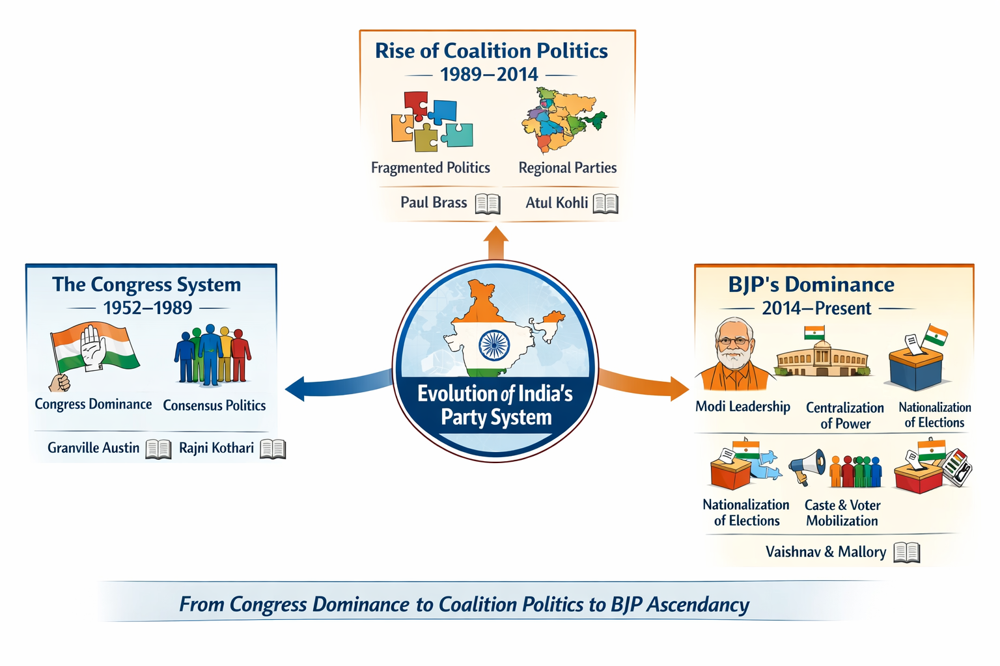 Rise of Coalition Politics
1989–2014
Fragmented Politics
Regional Parties
Paul Brass
Atul Kohli
The Congress System
1952–1989
Congress Dominance
Consensus Politics
Granville Austin
Rajni Kothari
Evolution of India's
Party System
BJP's Dominance
2014–Present
Modi Leadership
Centralization
of Power
Nationalization
of Elections
Nationalization
of Elections
Caste & Voter
Mobilization
Vaishnav & Mallory
From Congress Dominance to Coalition Politics to BJP Ascendancy